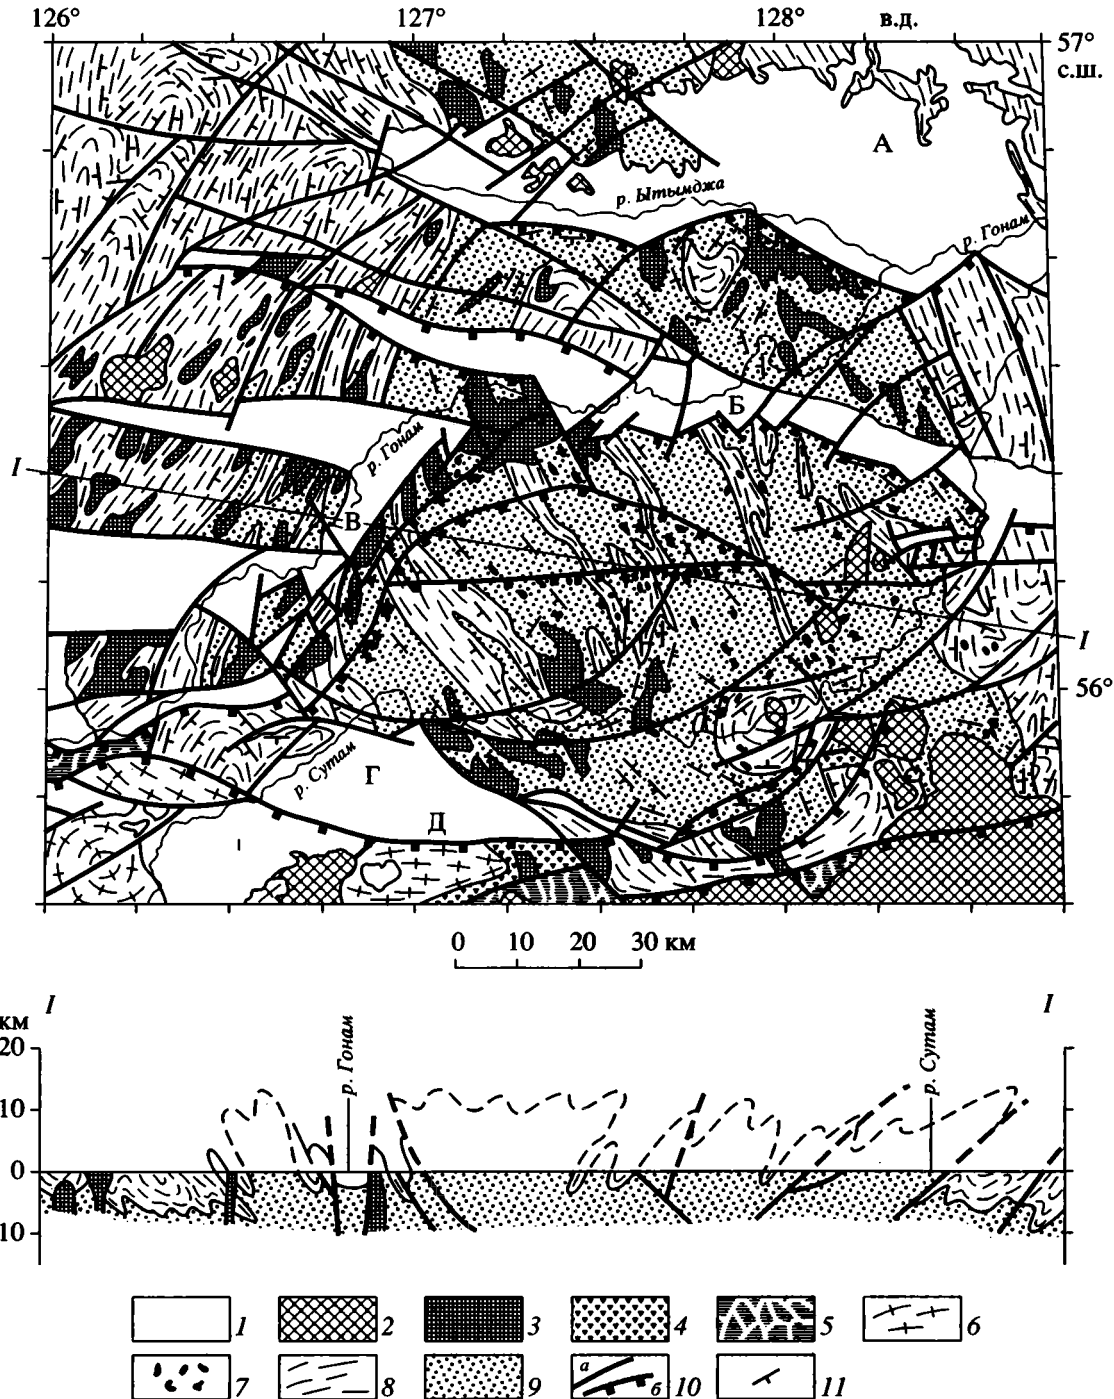 126° 127° 128° в.д.
57°
с.ш.
А
р. Ытымджа
р. Гонам
Б
р. Гонам
I
В
I
56°
р. Сутам
Г
Д
0 10 20 30 км
I I
км
20
10
0
10
р. Гонам
р. Сутам
1 2 3 4 5 6
7 8 9 а б 10 11